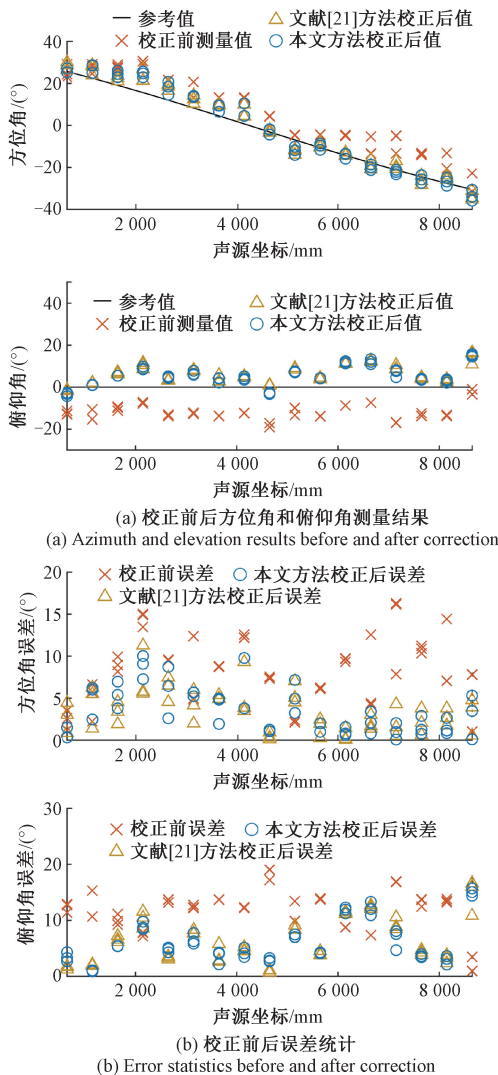 参考值 文献[21]方法校正后值
校正前测量值 本文方法校正后值
方位角/(°)
40
20
0
−20
−40
2 000 4 000 6 000 8 000
声源坐标/mm
参考值 文献[21]方法校正后值
校正前测量值 本文方法校正后值
俯仰角/(°)
40
20
0
−20
2 000 4 000 6 000 8 000
声源坐标/mm
(a) 校正前后方位角和俯仰角测量结果
(a) Azimuth and elevation results before and after correction
校正前误差 本文方法校正后误差
文献[21]方法校正后误差
方位角误差/(°)
20
15
10
5
0
2 000 4 000 6 000 8 000
声源坐标/mm
校正前误差 本文方法校正后误差
文献[21]方法校正后误差
俯仰角误差/(°)
30
20
10
0
2 000 4 000 6 000 8 000
声源坐标/mm
(b) 校正前后误差统计
(b) Error statistics before and after correction